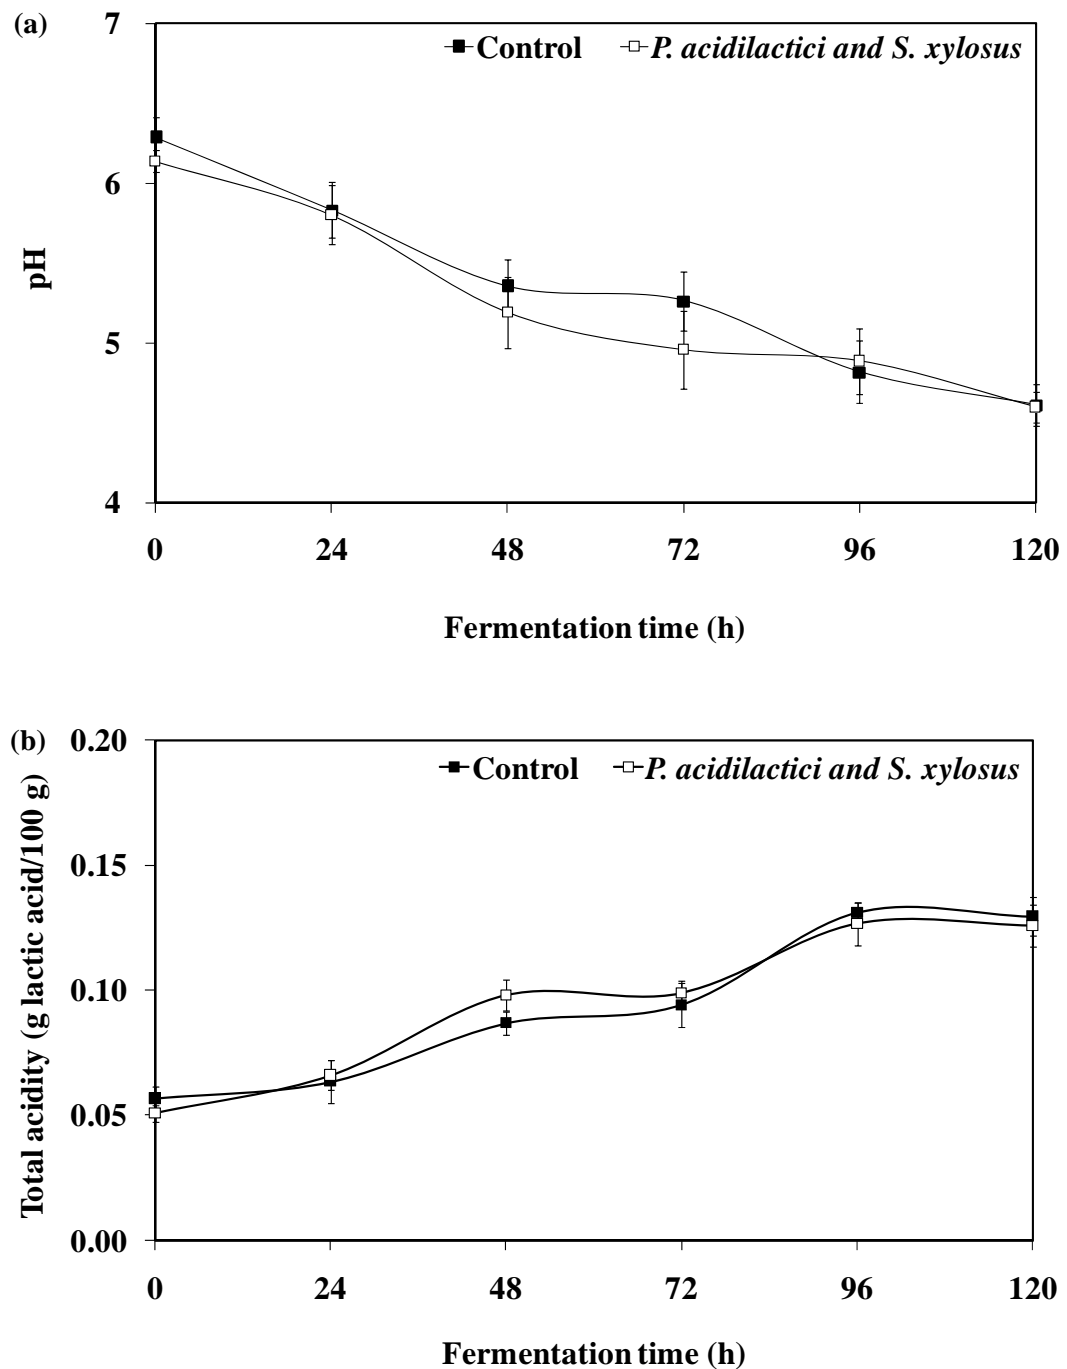 (a)
7
Control P. acidilactici and S. xylosus
6
pH
5
4
0 24 48 72 96 120
Fermentation time (h)
(b)
0.20
Control P. acidilactici and S. xylosus
0.15
Total acidity (g lactic acid/100 g)
0.10
0.05
0.00
0 24 48 72 96 120
Fermentation time (h)